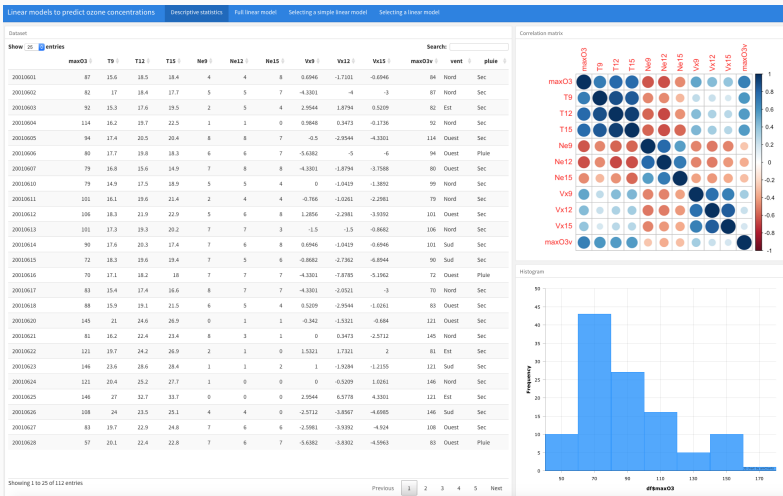 Linear models to predict ozone concentrations Descriptive statistics Full linear model Selecting a simple linear model Selecting a linear model
Dataset
Show 25 entries Search:
maxO3 T9 T12 T15 Ne9 Ne12 Ne15 Vx9 Vx12 Vx15 maxO3v vent pluie
20010601 87 15.6 18.5 18.4 4 4 8 0.6946 -1.7101 -0.6946 84 Nord Sec
20010602 82 17 18.4 17.7 5 5 7 -4.3301 -4 -3 87 Nord Sec
20010603 92 15.3 17.6 19.5 2 5 4 2.9544 1.8794 0.5209 82 Est Sec
20010604 114 16.2 19.7 22.5 1 1 0 0.9848 0.3473 -0.1736 92 Nord Sec
20010605 94 17.4 20.5 20.4 8 8 7 -0.5 -2.9544 -4.3301 114 Ouest Sec
20010606 80 17.7 19.8 18.3 6 6 7 -5.6382 -5 -6 94 Ouest Pluie
20010607 79 16.8 15.6 14.9 7 8 8 -4.3301 -1.8794 -3.7588 80 Ouest Sec
20010610 79 14.9 17.5 18.9 5 5 4 0 -1.0419 -1.3892 99 Nord Sec
20010611 101 16.1 19.6 21.4 2 4 4 -0.766 -1.0261 -2.2981 79 Nord Sec
20010612 106 18.3 21.9 22.9 5 6 8 1.2856 -2.2981 -3.9392 101 Ouest Sec
20010613 101 17.3 19.3 20.2 7 7 3 -1.5 -1.5 -0.8682 106 Nord Sec
20010614 90 17.6 20.3 17.4 7 6 8 0.6946 -1.0419 -0.6946 101 Sud Sec
20010615 72 18.3 19.6 19.4 7 5 6 -0.8682 -2.7362 -6.8944 90 Sud Sec
20010616 70 17.1 18.2 18 7 7 7 -4.3301 -7.8785 -5.1962 72 Ouest Pluie
20010617 83 15.4 17.4 16.6 8 7 7 -4.3301 -2.0521 -3 70 Nord Sec
20010618 88 15.9 19.1 21.5 6 5 4 0.5209 -2.9544 -1.0261 83 Ouest Sec
20010620 145 21 24.6 26.9 0 1 1 -0.342 -1.5321 -0.684 121 Ouest Sec
20010621 81 16.2 22.4 23.4 8 3 1 0 0.3473 -2.5712 145 Nord Sec
20010622 121 19.7 24.2 26.9 2 1 0 1.5321 1.7321 2 81 Est Sec
20010623 146 23.6 28.6 28.4 1 1 2 1 -1.9284 -1.2155 121 Sud Sec
20010624 121 20.4 25.2 27.7 1 0 0 0 -0.5209 1.0261 146 Nord Sec
20010625 146 27 32.7 33.7 0 0 0 2.9544 6.5778 4.3301 121 Est Sec
20010626 108 24 23.5 25.1 4 4 0 -2.5712 -3.8567 -4.6985 146 Sud Sec
20010627 83 19.7 22.9 24.8 7 6 6 -2.5981 -3.9392 -4.924 108 Ouest Sec
20010628 57 20.1 22.4 22.8 7 6 7 -5.6382 -3.8302 -4.5963 83 Ouest Pluie
Showing 1 to 25 of 112 entries
Previous 1 2 3 4 5 Next
Correlation matrix
maxO3 T9 T12 T15 Ne9 Ne12 Ne15 Vx9 Vx12 Vx15 maxO3v
maxO3
T9
T12
T15
Ne9
Ne12
Ne15
Vx9
Vx12
Vx15
maxO3v
1
0.8
0.6
0.4
0.2
0
-0.2
-0.4
-0.6
-0.8
-1
Histogram
50
45
40
35
30
25
20
15
10
5
0
Frequency
50 70 90 110 130 150 170
df$maxO3